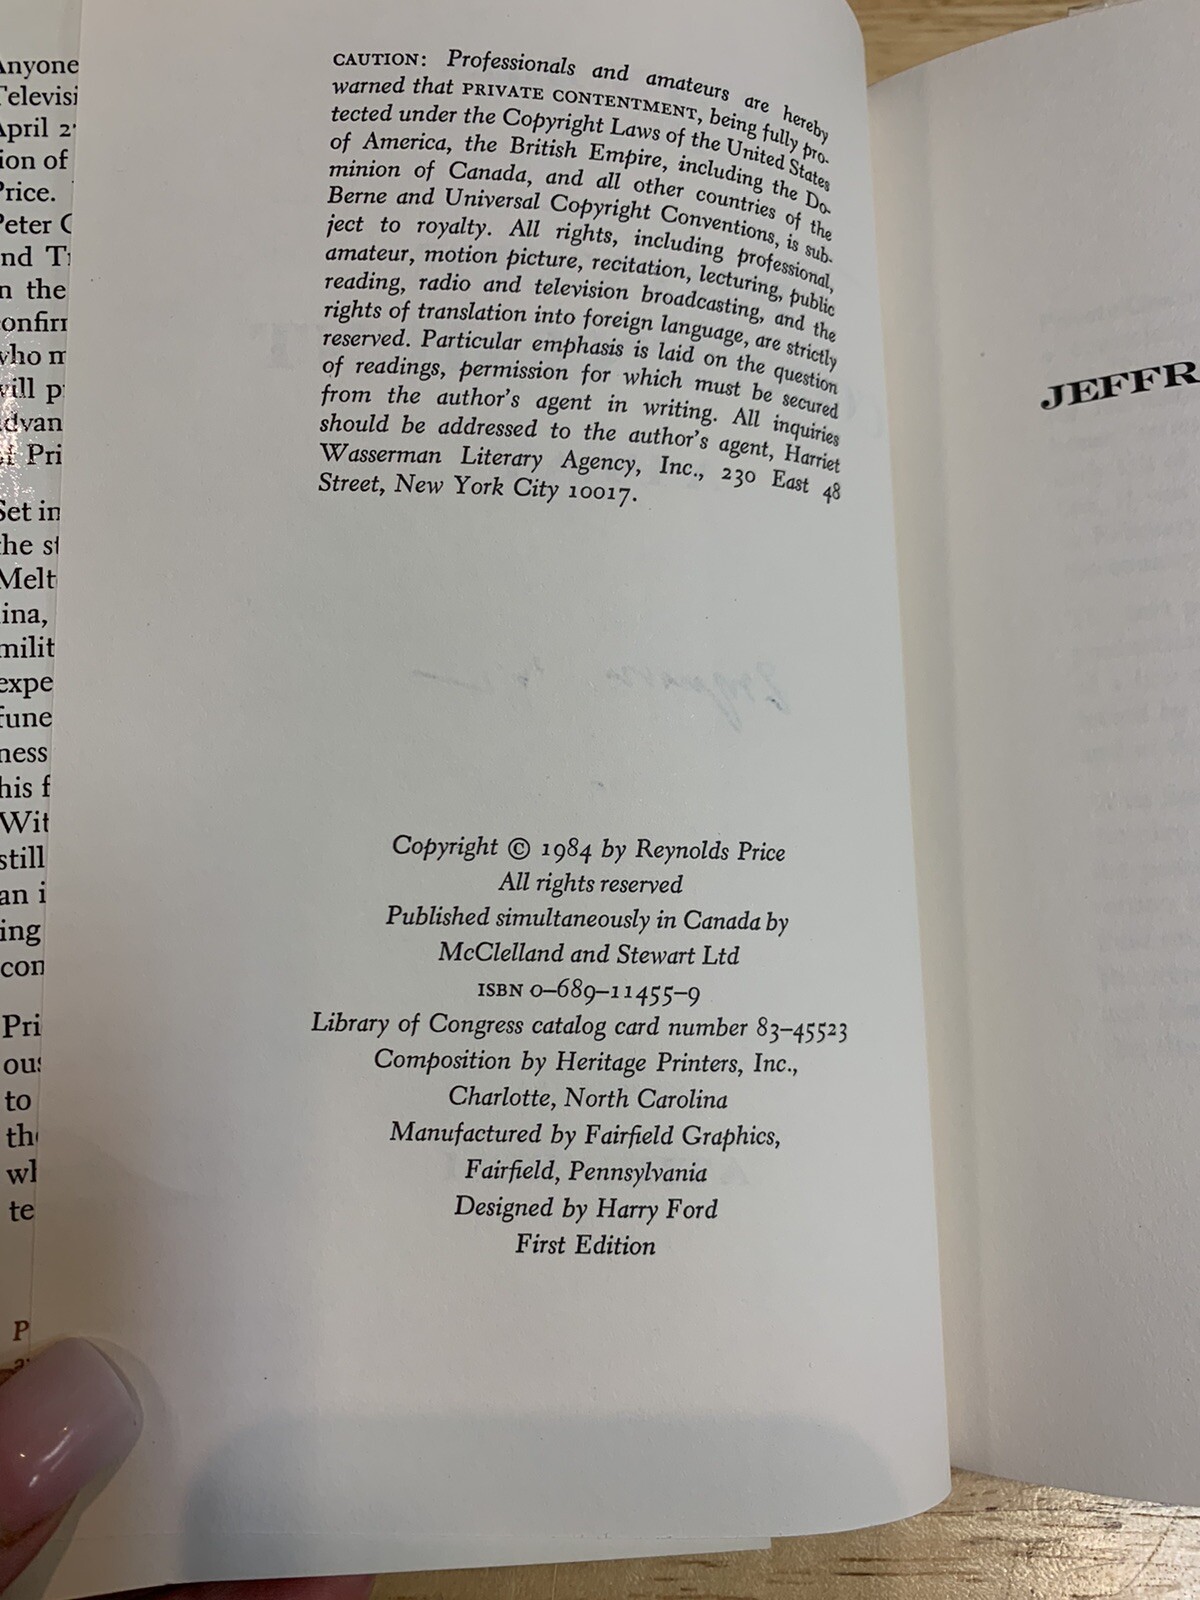 CAUTION: Professionals and amateurs are hereby
warned that PRIVATE CONTENTMENT, being fully pro-
tected under the Copyright Laws of the United States
of America, the British Empire, including the Do-
minion of Canada, and all other countries of the
Berne and Universal Copyright Conventions, is sub-
ject to royalty. All rights, including professional,
amateur, motion picture, recitation, lecturing, public
reading, radio and television broadcasting, and the
rights of translation into foreign language, are strictly
reserved. Particular emphasis is laid on the question
of readings, permission for which must be secured
from the author's agent in writing. All inquiries
should be addressed to the author's agent, Harriet
Wasserman Literary Agency, Inc., 230 East 48
Street, New York City 10017.
Copyright © 1984 by Reynolds Price
All rights reserved
Published simultaneously in Canada by
McClelland and Stewart Ltd
ISBN 0–689–11455–9
Library of Congress catalog card number 83–45523
Composition by Heritage Printers, Inc.,
Charlotte, North Carolina
Manufactured by Fairfield Graphics,
Fairfield, Pennsylvania
Designed by Harry Ford
First Edition
Anyone
Televisi
April 2
ion of
Price.
Peter
nd T
n the
onfir
who m
will p
dvan
of Pri
Set in
the st
Melt
ina,
milit
expe
fune
ness
his f
Wit
still
an i
ing
con
Pri
ous
to
the
wh
te
P
JEFFR